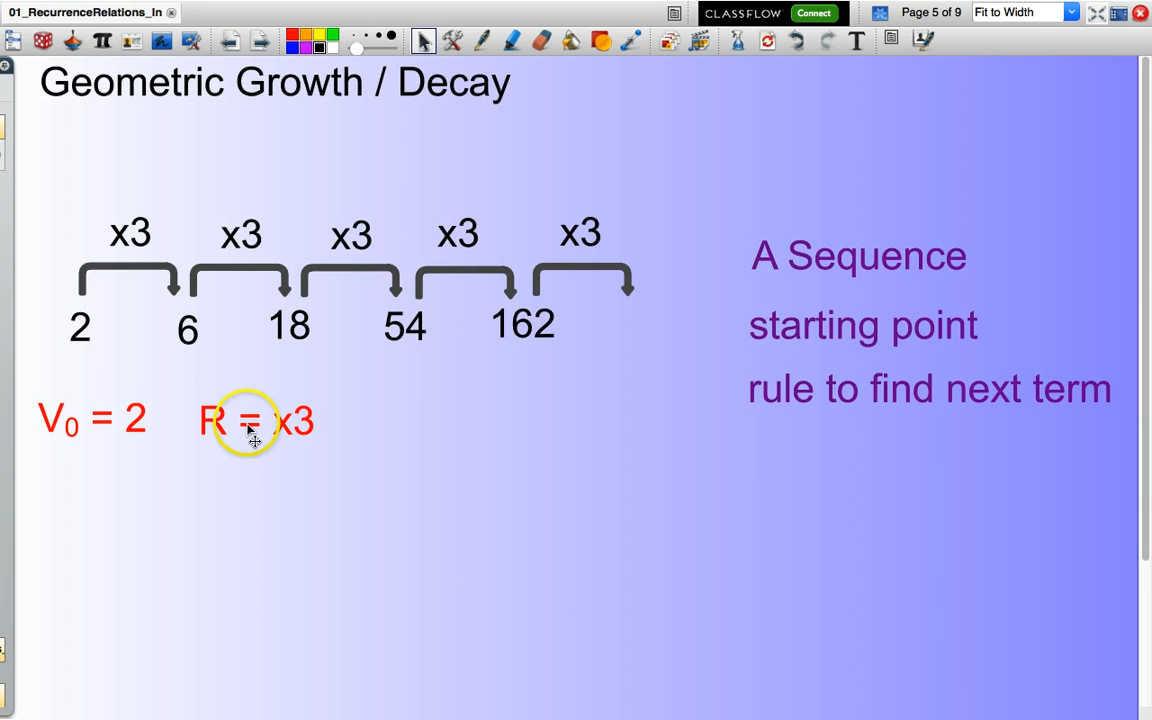 01_RecurrenceRelations_In
CLASSFLOW Connect Page 5 of 9 Fit to Width
Geometric Growth / Decay
x3 x3 x3 x3 x3
2 6 18 54 162
V₀ = 2 R = x3
A Sequence
starting point
rule to find next term